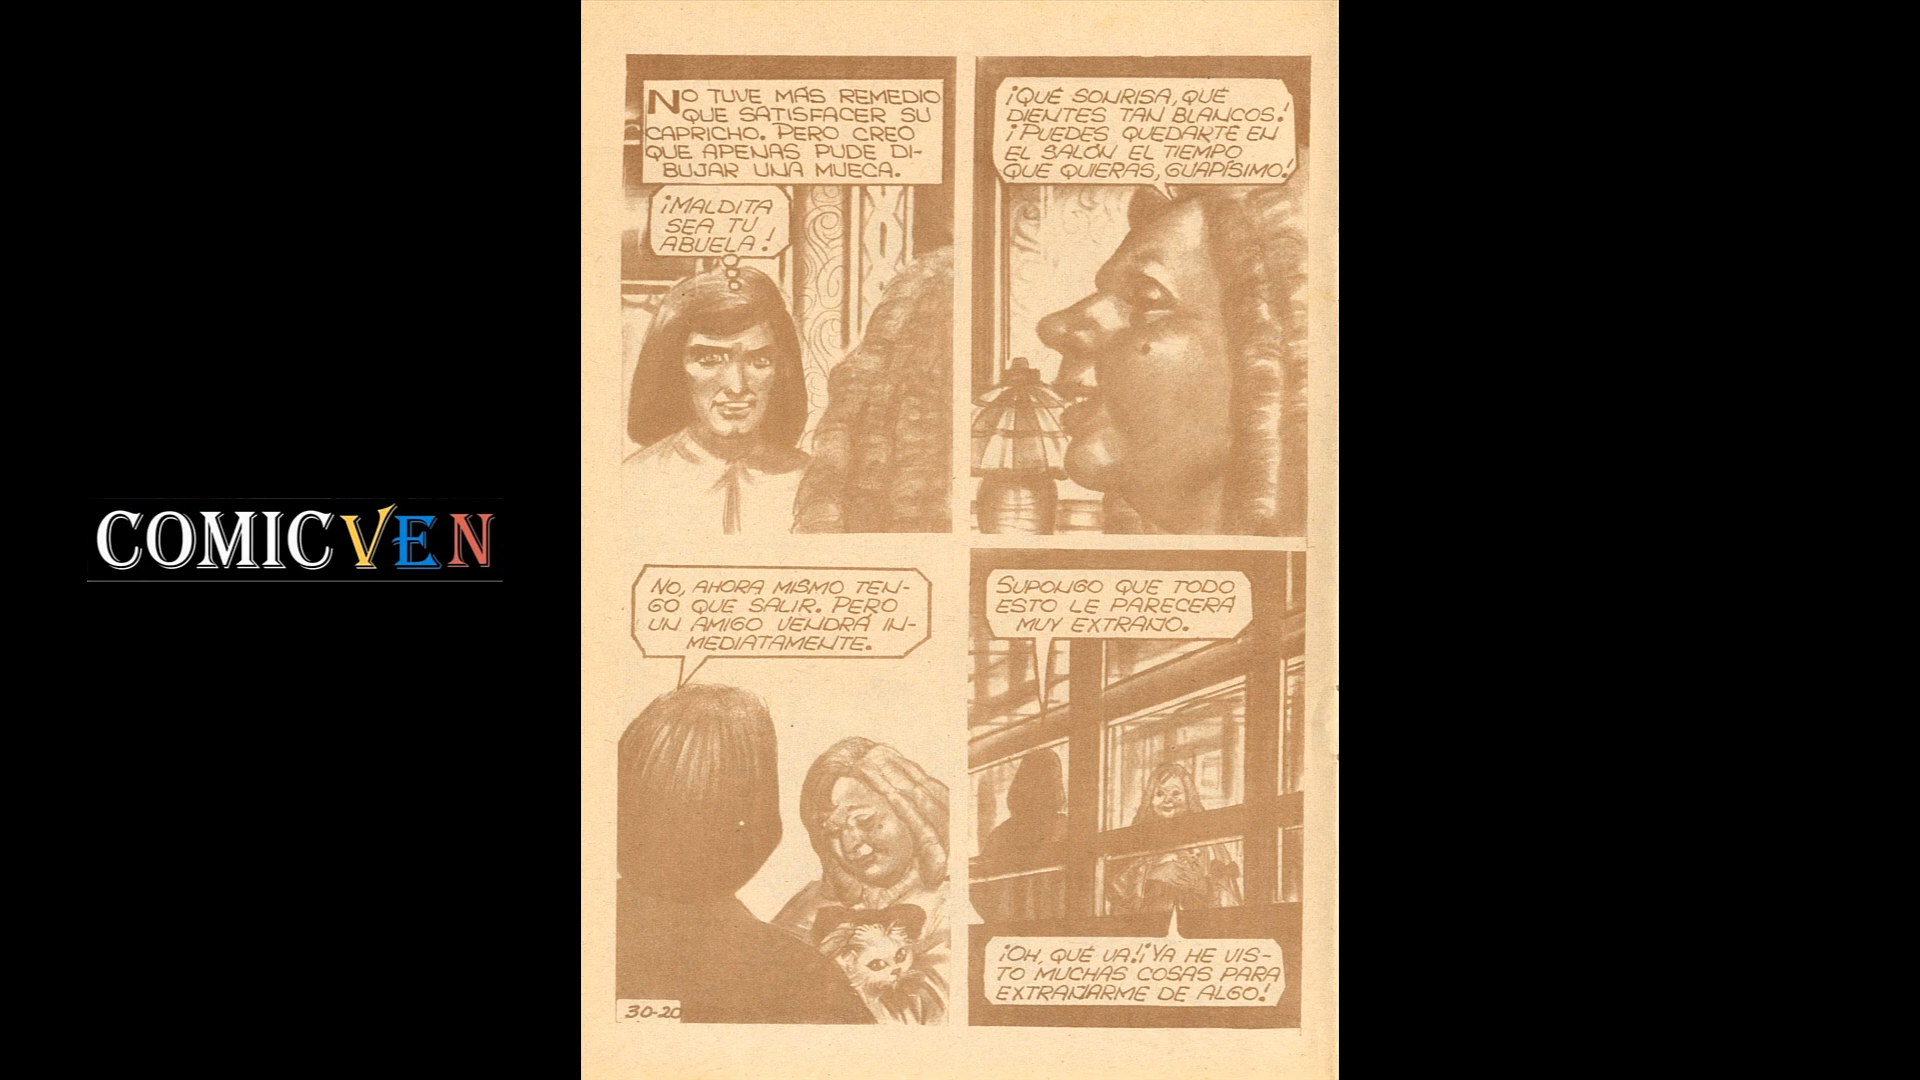 NO TUVE MÁS REMEDIO
QUE SATISFACER SU
CAPRICHO. PERO CREO
QUE APENAS PUDE DI-
BUJAR UNA MUECA.
¡MALDITA
SEA TU
ABUELA!
¡QUÉ SONRISA, QUÉ
DIENTES TAN BLANCOS!
¡PUEDES QUEDARTE EN
EL SALÓN EL TIEMPO
QUE QUIERAS, GUAPÍSIMO!
NO, AHORA MISMO TEN-
GO QUE SALIR. PERO
UN AMIGO VENDRÁ IN-
MEDIATAMENTE.
SUPONGO QUE TODO
ESTO LE PARECERÁ
MUY EXTRAÑO.
¡OH, QUÉ VA! ¡YA HE VIS-
TO MUCHAS COSAS PARA
EXTRAÑARME DE ALGO!
30-20
COMICVEN